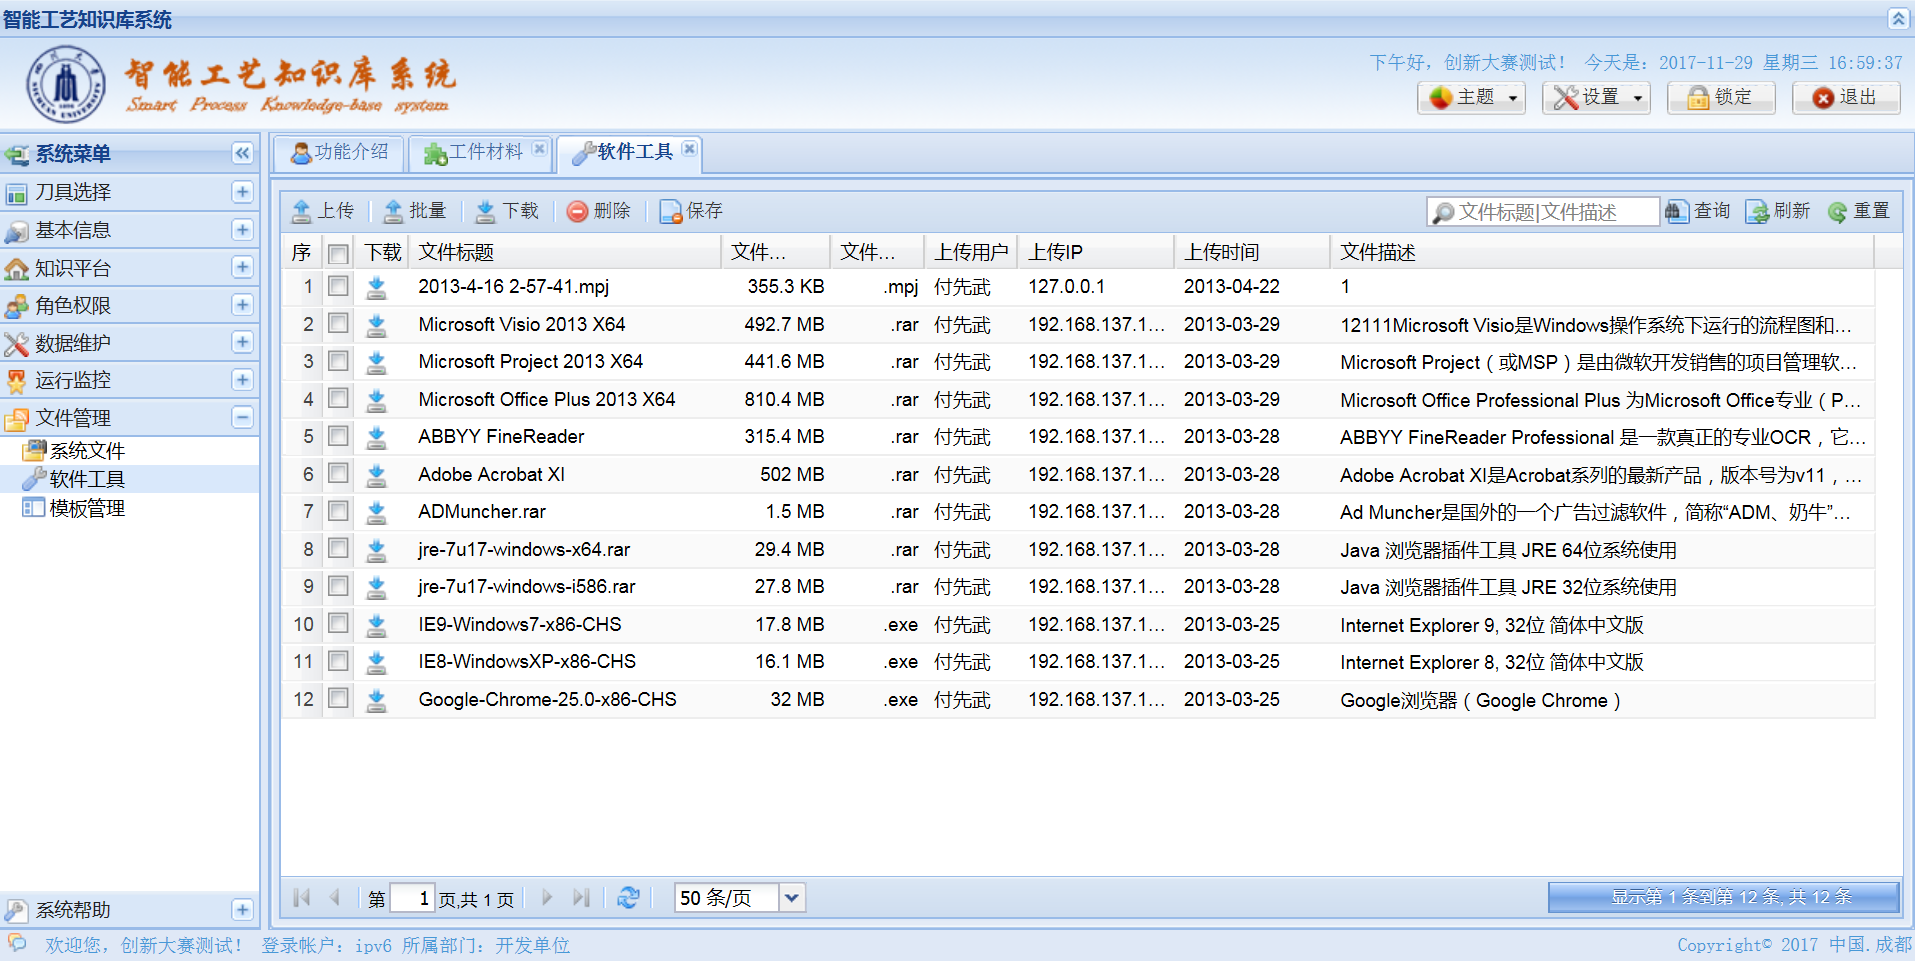 智能工艺知识库系统
智能工艺知识库系统
Smart Process Knowledge-base system
下午好，创新大赛测试！ 今天是：2017-11-29 星期三 16:59:37
主题 设置 锁定 退出
系统菜单
刀具选择
基本信息
知识平台
角色权限
数据维护
运行监控
文件管理
系统文件
软件工具
模板管理
系统帮助
功能介绍 工件材料 软件工具
上传 批量 下载 删除 保存 文件标题|文件描述 查询 刷新 重置
序 下载 文件标题 文件... 文件... 上传用户 上传IP 上传时间 文件描述
1 2013-4-16 2-57-41.mpj 355.3 KB .mpj 付先武 127.0.0.1 2013-04-22 1
2 Microsoft Visio 2013 X64 492.7 MB .rar 付先武 192.168.137.1... 2013-03-29 12111Microsoft Visio是Windows操作系统下运行的流程图和...
3 Microsoft Project 2013 X64 441.6 MB .rar 付先武 192.168.137.1... 2013-03-29 Microsoft Project（或MSP）是由微软开发销售的项目管理软...
4 Microsoft Office Plus 2013 X64 810.4 MB .rar 付先武 192.168.137.1... 2013-03-29 Microsoft Office Professional Plus 为Microsoft Office专业（P...
5 ABBYY FineReader 315.4 MB .rar 付先武 192.168.137.1... 2013-03-28 ABBYY FineReader Professional 是一款真正的专业OCR，它...
6 Adobe Acrobat XI 502 MB .rar 付先武 192.168.137.1... 2013-03-28 Adobe Acrobat XI是Acrobat系列的最新产品，版本号为v11，...
7 ADMuncher.rar 1.5 MB .rar 付先武 192.168.137.1... 2013-03-28 Ad Muncher是国外的一个广告过滤软件，简称“ADM、奶牛”...
8 jre-7u17-windows-x64.rar 29.4 MB .rar 付先武 192.168.137.1... 2013-03-28 Java 浏览器插件工具 JRE 64位系统使用
9 jre-7u17-windows-i586.rar 27.8 MB .rar 付先武 192.168.137.1... 2013-03-28 Java 浏览器插件工具 JRE 32位系统使用
10 IE9-Windows7-x86-CHS 17.8 MB .exe 付先武 192.168.137.1... 2013-03-25 Internet Explorer 9, 32位 简体中文版
11 IE8-WindowsXP-x86-CHS 16.1 MB .exe 付先武 192.168.137.1... 2013-03-25 Internet Explorer 8, 32位 简体中文版
12 Google-Chrome-25.0-x86-CHS 32 MB .exe 付先武 192.168.137.1... 2013-03-25 Google浏览器（Google Chrome）
第 1 页,共 1 页 50 条/页 显示第 1 条到第 12 条, 共 12 条
欢迎您，创新大赛测试！ 登录帐户：ipv6 所属部门：开发单位 Copyright© 2017 中国.成都